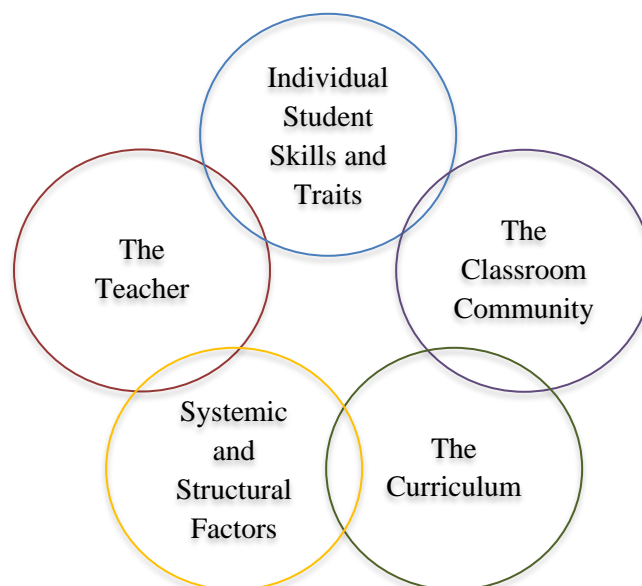 Individual
Student
Skills and
Traits
The
Teacher
The
Classroom
Community
Systemic
and
Structural
Factors
The
Curriculum